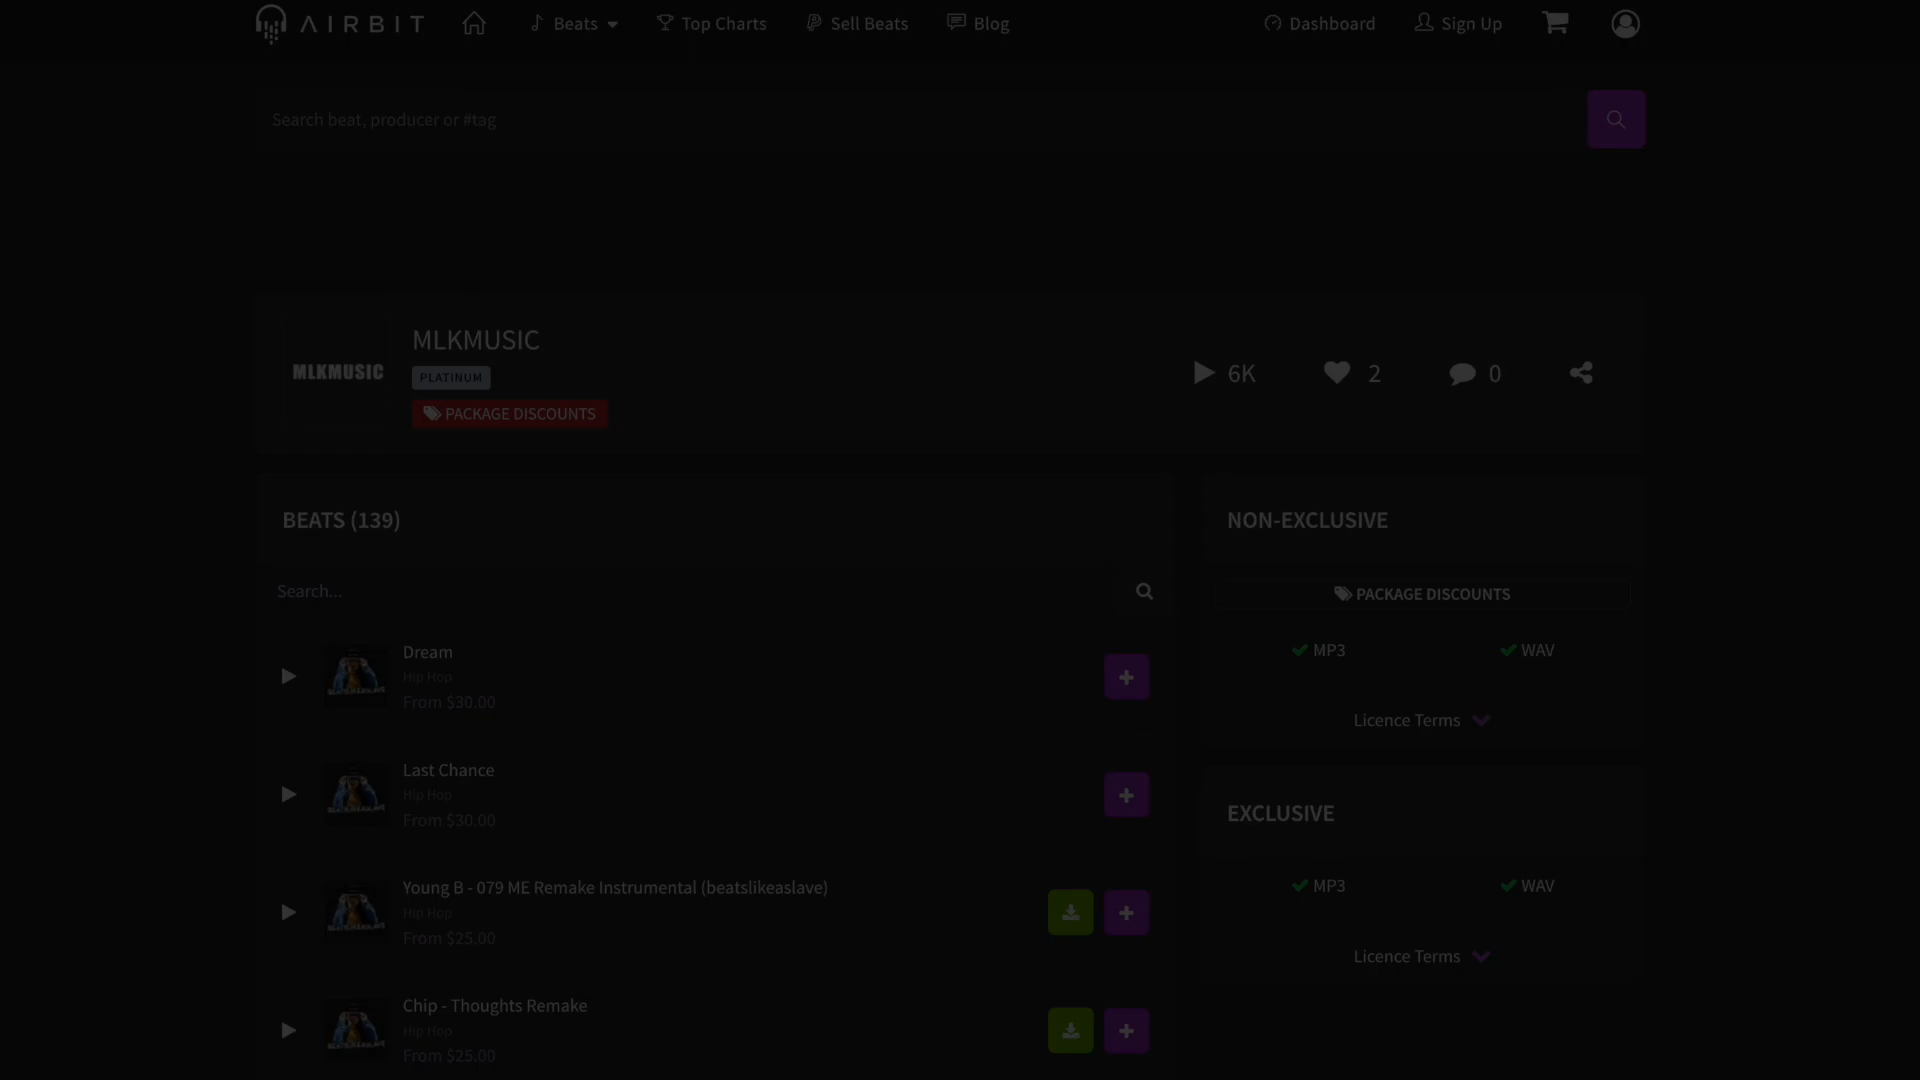 AIRBIT
Beats
Top Charts
Sell Beats
Blog
Dashboard
Sign Up
Search beat, producer or #tag
MLKMUSIC
MLKMUSIC
PLATINUM
PACKAGE DISCOUNTS
6K
2
0
BEATS (139)
Search...
Dream
Hip Hop
From $30.00
Last Chance
Hip Hop
From $30.00
Young B - 079 ME Remake Instrumental (beatslikeaslave)
Hip Hop
From $25.00
Chip - Thoughts Remake
Hip Hop
From $25.00
NON-EXCLUSIVE
PACKAGE DISCOUNTS
MP3
WAV
Licence Terms
EXCLUSIVE
MP3
WAV
Licence Terms